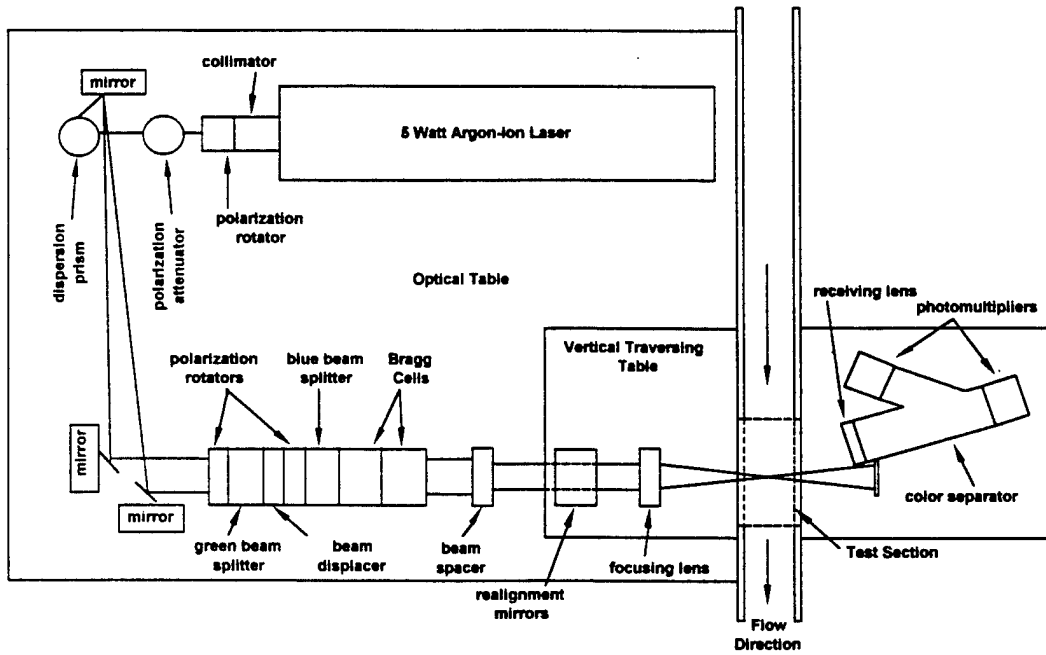 collimator
mirror
5 Watt Argon-Ion Laser
polarization
rotator
dispersion
prism
polarization
attenuator
Optical Table
receiving lens
photomultipliers
Vertical Traversing
Table
polarization
rotators
blue beam
splitter
Bragg
Cells
mirror
mirror
color separator
green beam
splitter
beam
displacer
beam
spacer
focusing lens
Test Section
realignment
mirrors
Flow
Direction